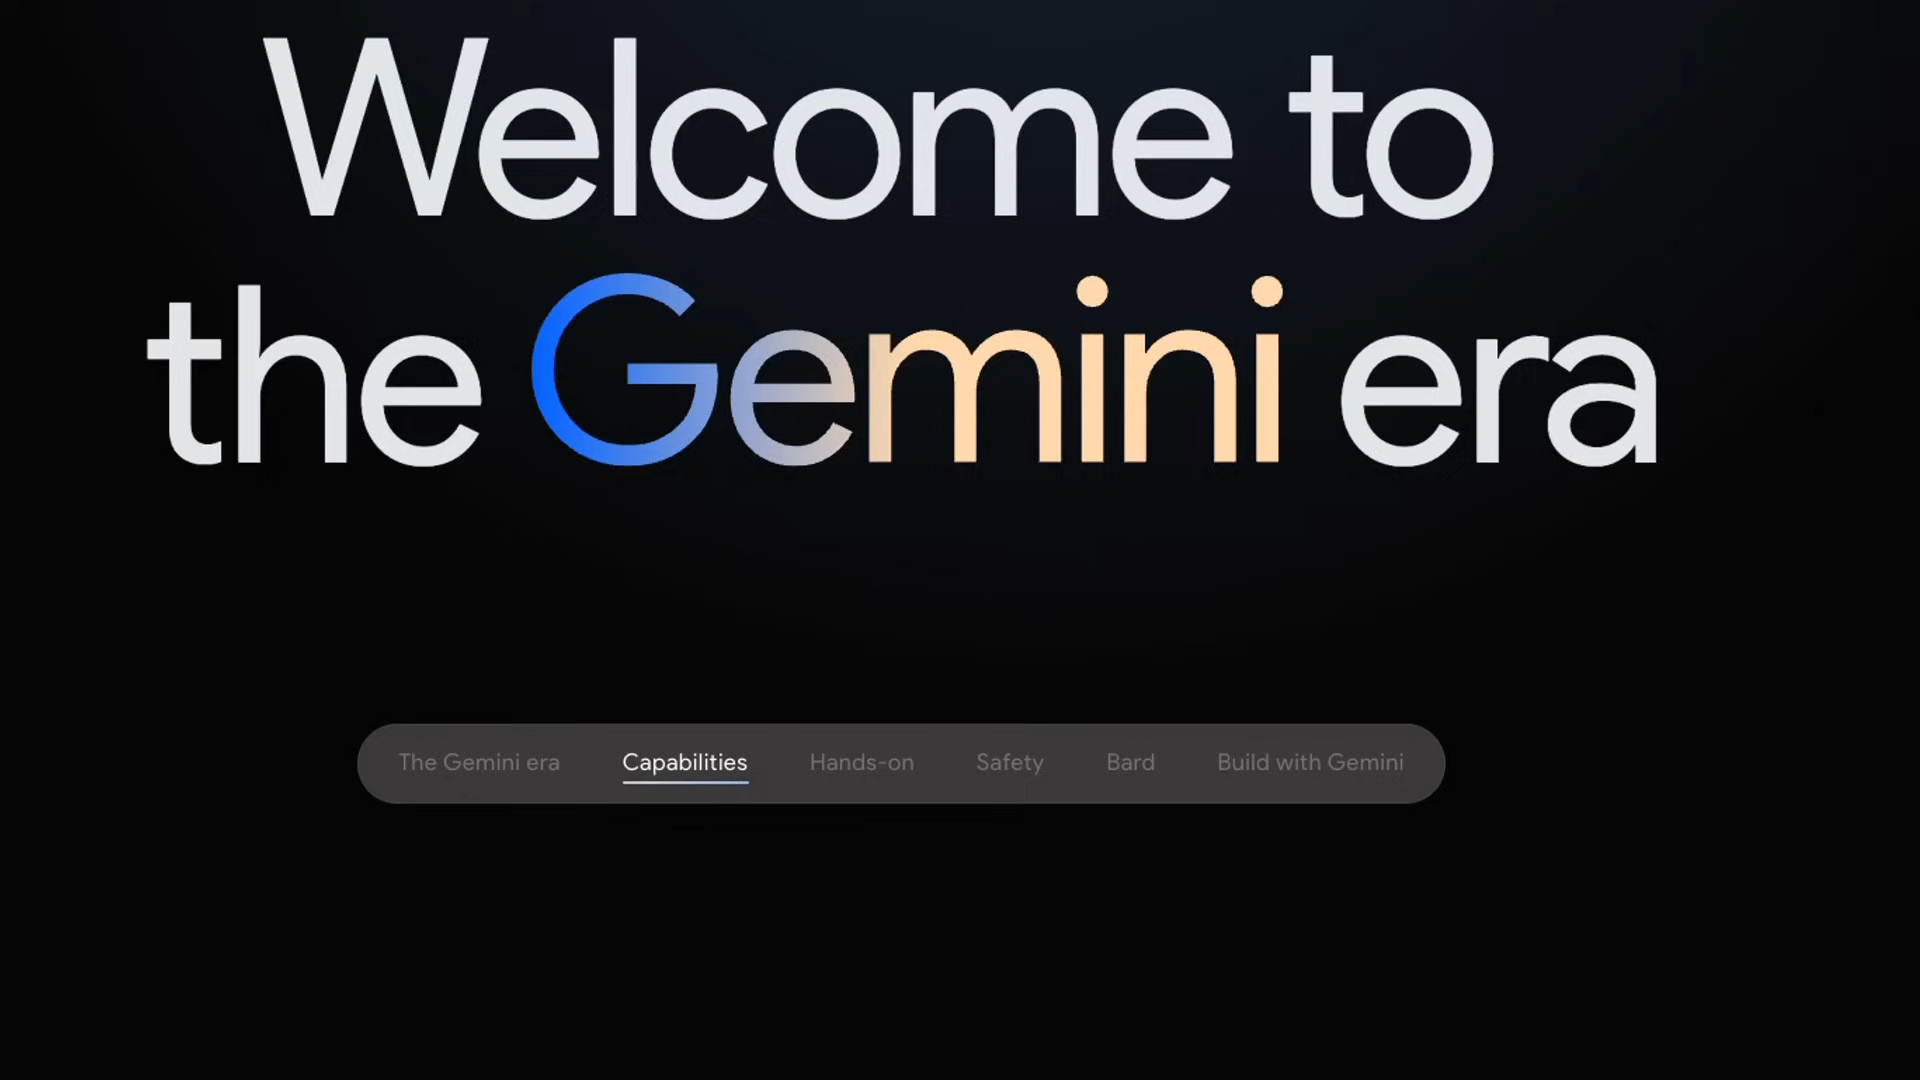 Welcome to
the Gemini era
The Gemini era Capabilities Hands-on Safety Bard Build with Gemini